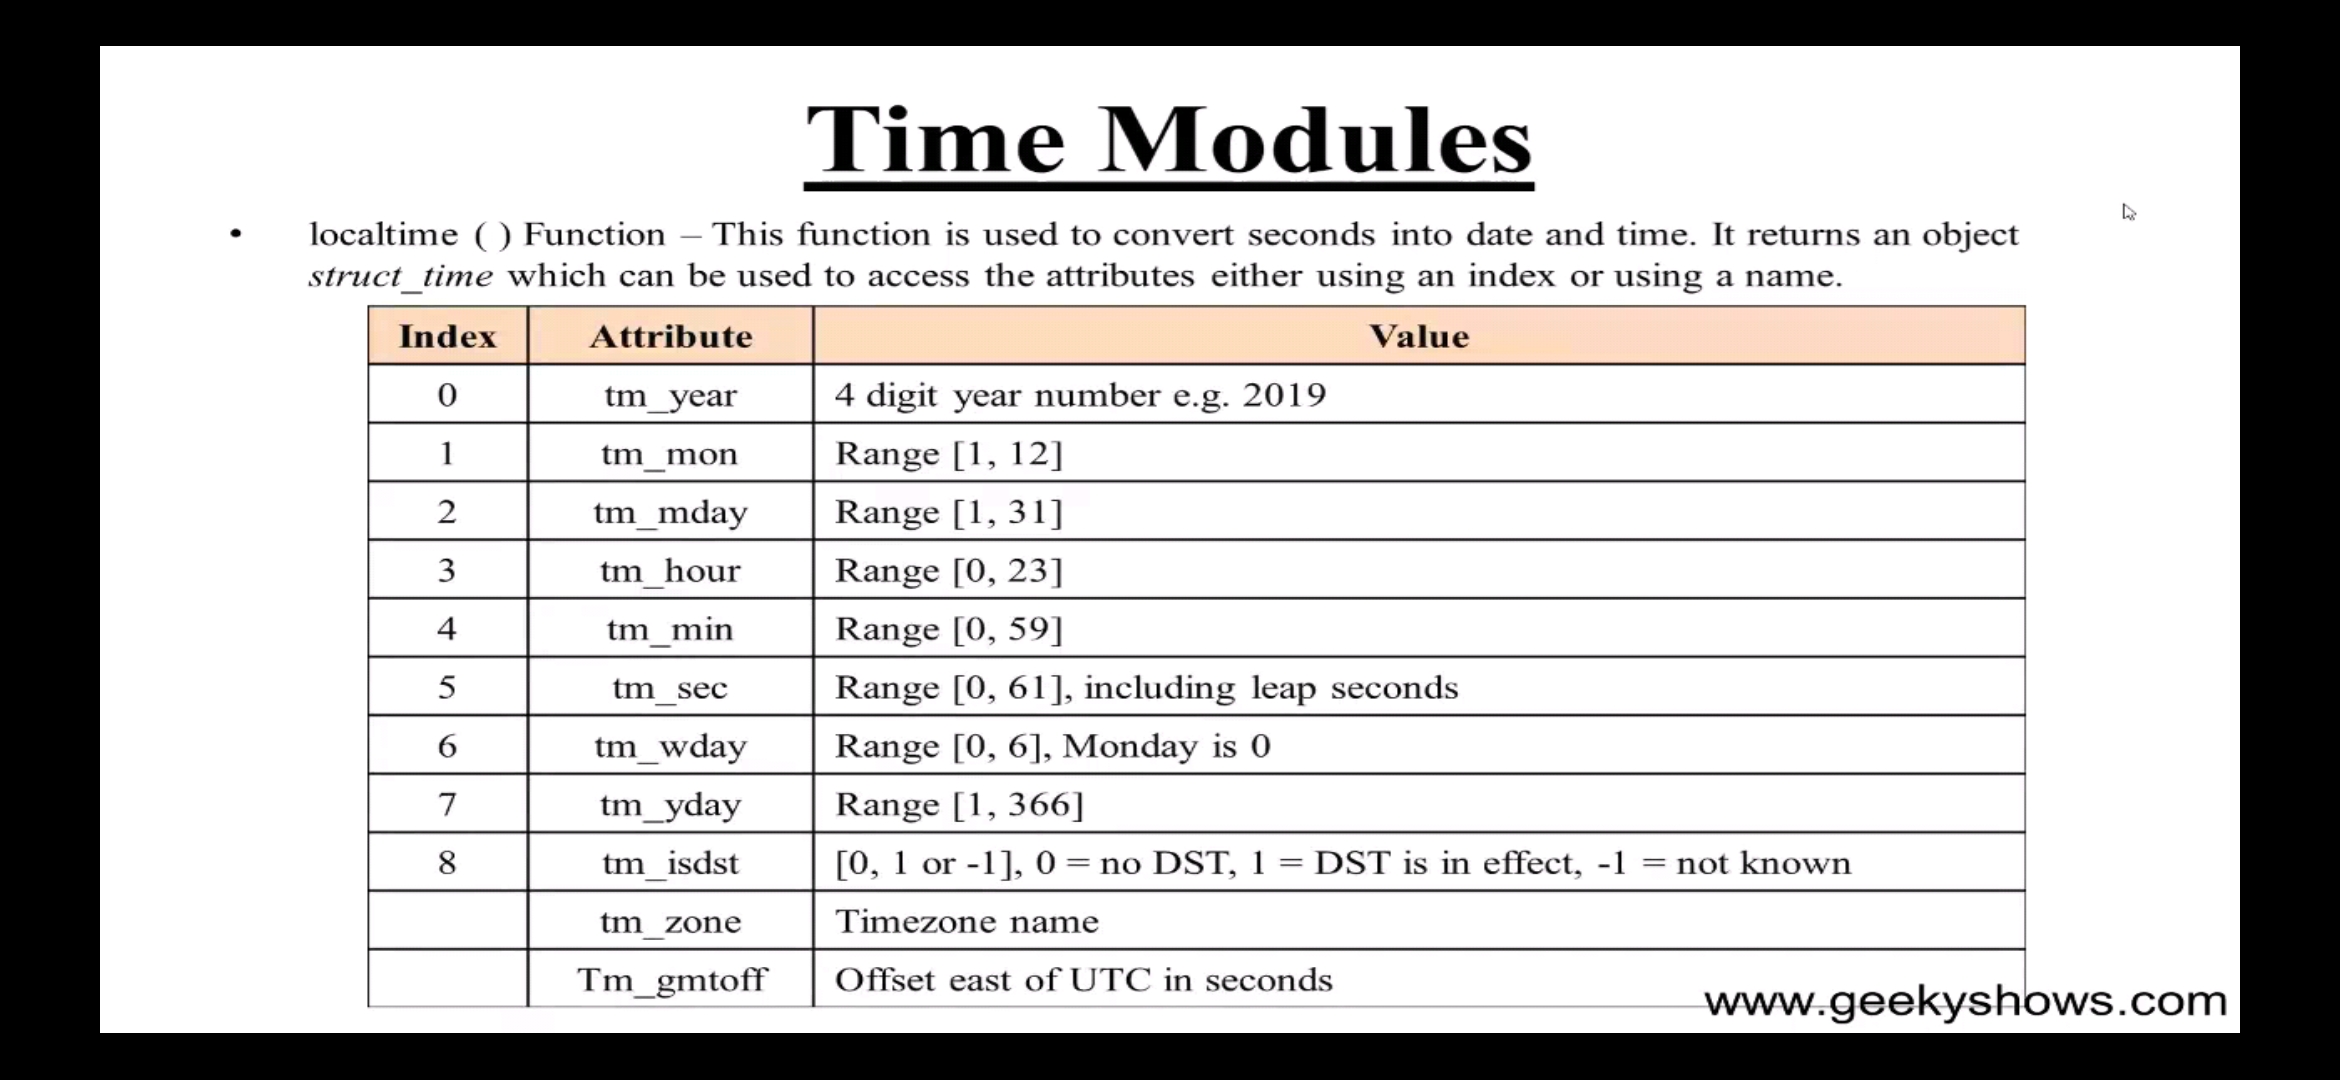 Time Modules
• localtime ( ) Function – This function is used to convert seconds into date and time. It returns an object
struct_time which can be used to access the attributes either using an index or using a name.
Index Attribute Value
0 tm_year 4 digit year number e.g. 2019
1 tm_mon Range [1, 12]
2 tm_mday Range [1, 31]
3 tm_hour Range [0, 23]
4 tm_min Range [0, 59]
5 tm_sec Range [0, 61], including leap seconds
6 tm_wday Range [0, 6], Monday is 0
7 tm_yday Range [1, 366]
8 tm_isdst [0, 1 or -1], 0 = no DST, 1 = DST is in effect, -1 = not known
tm_zone Timezone name
Tm_gmtoff Offset east of UTC in seconds
www.geekyshows.com